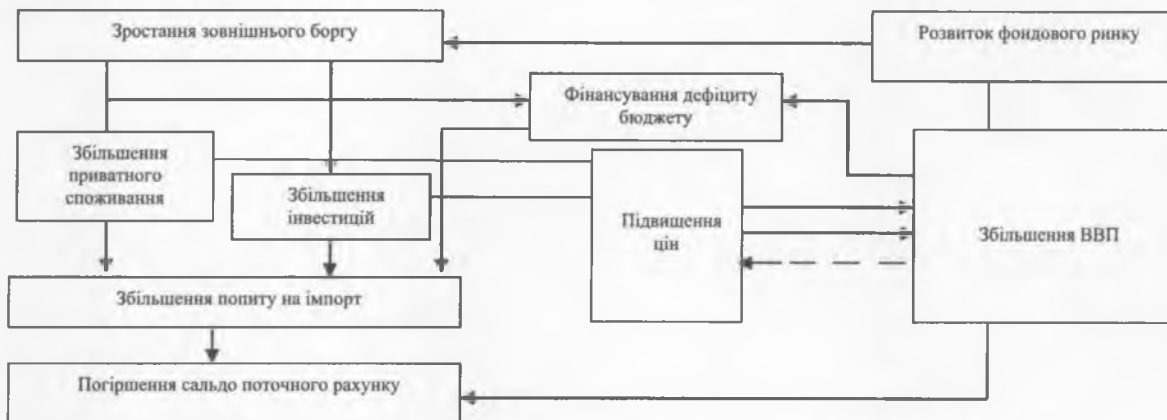 Зростання зовнішнього боргу
Розвиток фондового ринку
Фінансування дефіциту
бюджету
Збільшення
приватного
споживання
Збільшення
інвестицій
Підвищення
цін
Збільшення ВВП
Збільшення попиту на імпорт
Погіршення сальдо поточного рахунку